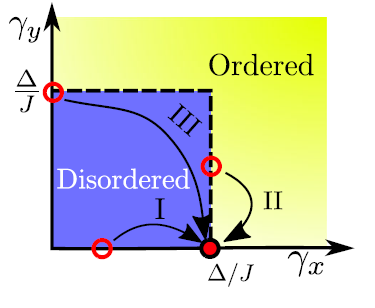 γy
Ordered
Δ/J
III
Disordered
I
II
Δ/J
γx